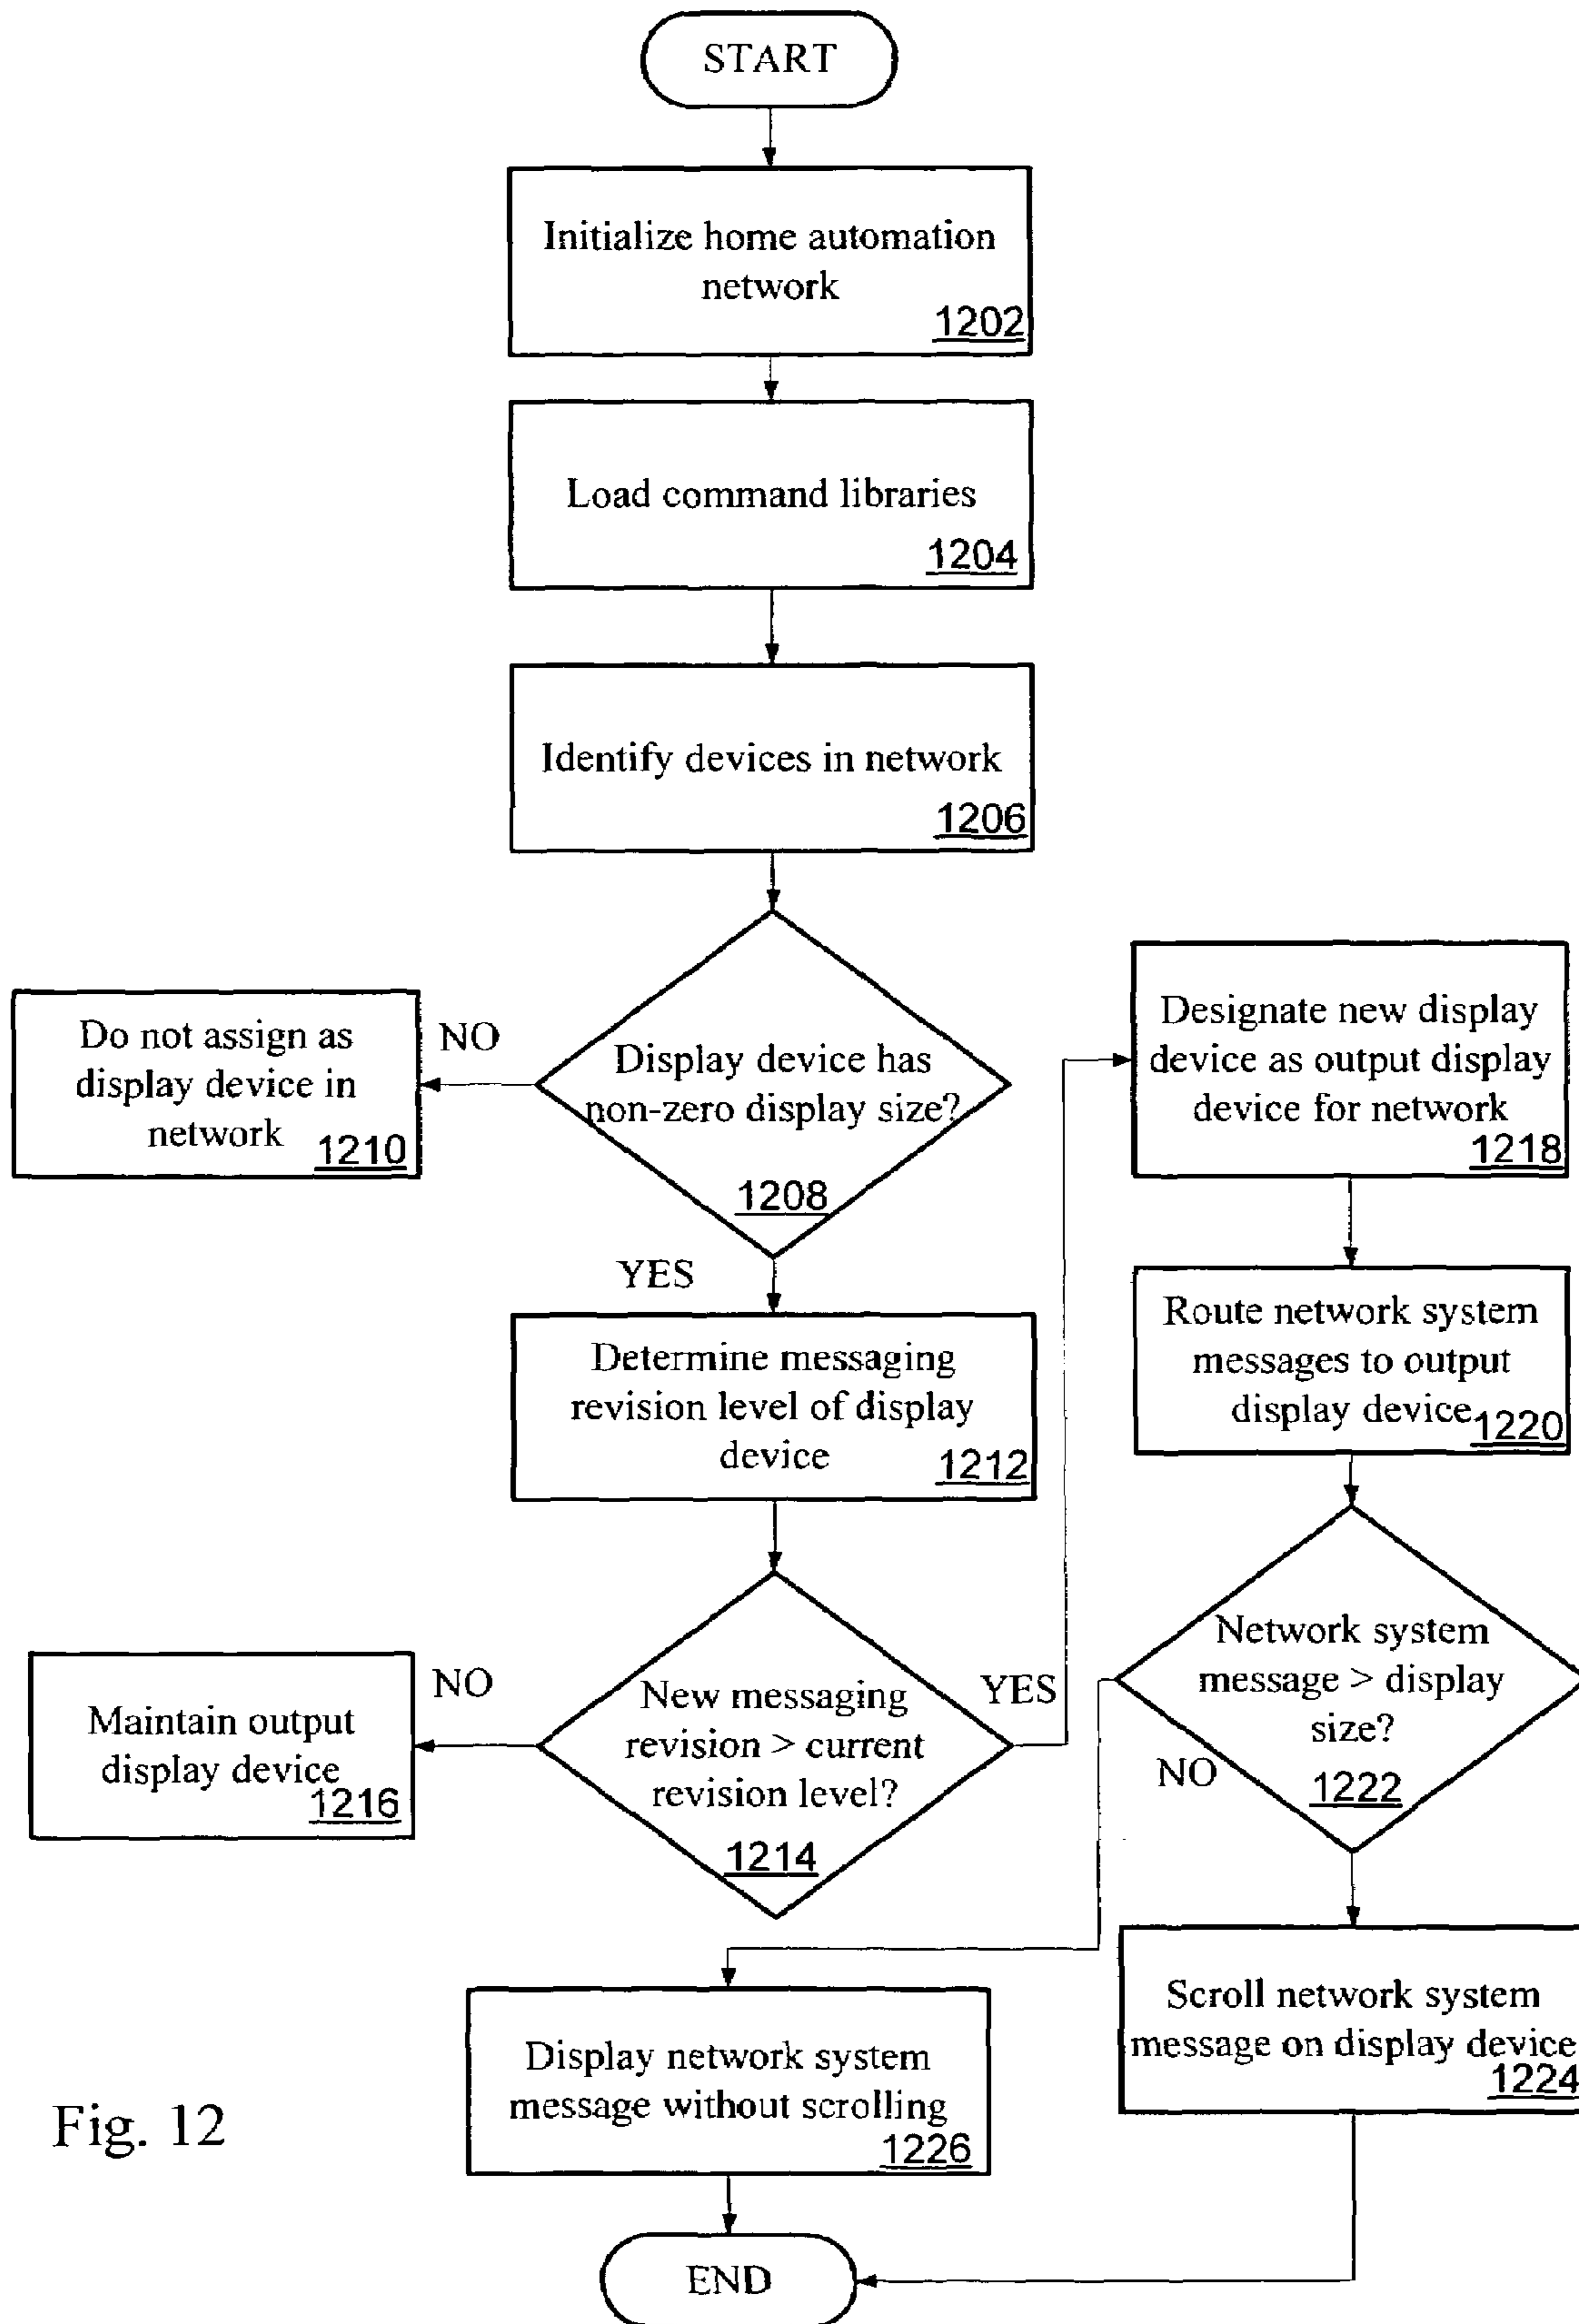 START
Initialize home automation
network
1202
Load command libraries
1204
Identify devices in network
1206
Display device has
non-zero display size?
1208
NO
Do not assign as
display device in
network
1210
YES
Determine messaging
revision level of display
device
1212
New messaging
revision > current
revision level?
1214
NO
Maintain output
display device
1216
YES
Designate new display
device as output display
device for network
1218
Route network system
messages to output
display device
1220
Network system
message > display
size?
1222
NO
Scroll network system
message on display device
1224
Display network system
message without scrolling
1226
END
Fig. 12